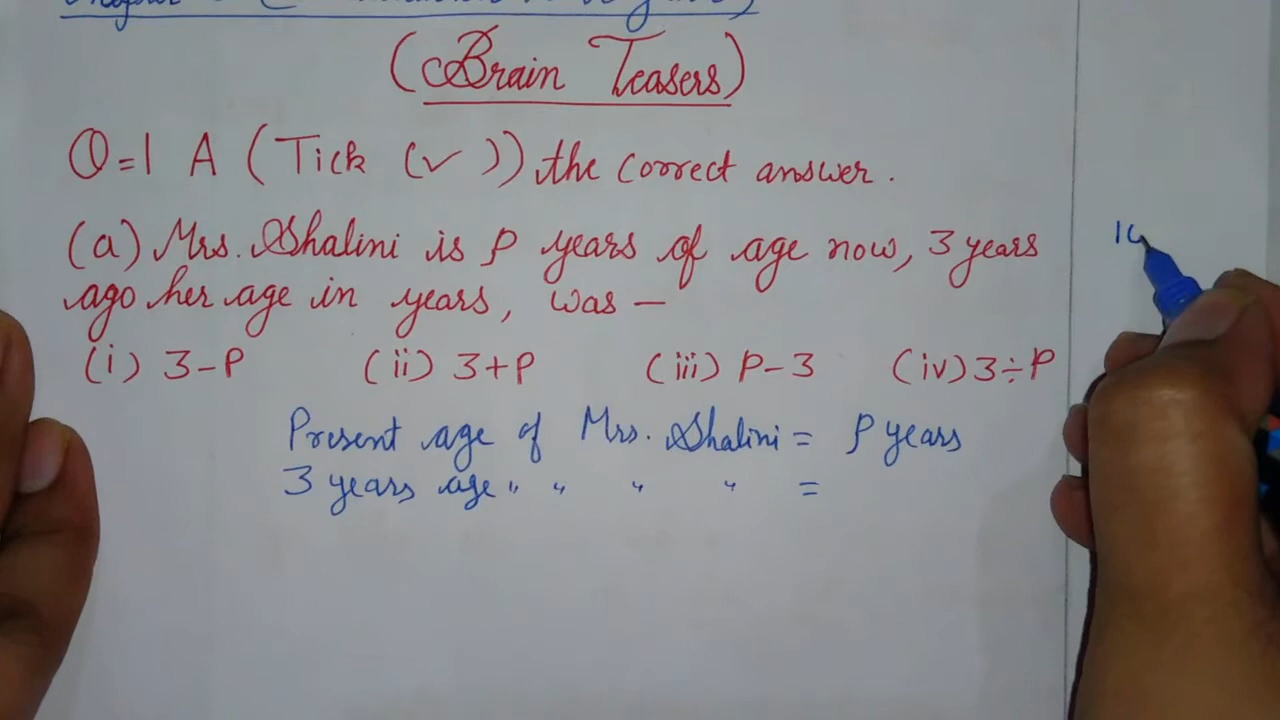 (Brain Teasers)
Q=1 A (Tick (✓)) the correct answer.
(a) Mrs. Shalini is P years of age now, 3 years
ago her age in years, was —
(i) 3-P (ii) 3+P (iii) P-3 (iv) 3÷P
Present age of Mrs. Shalini = P years
3 years age " " " " =